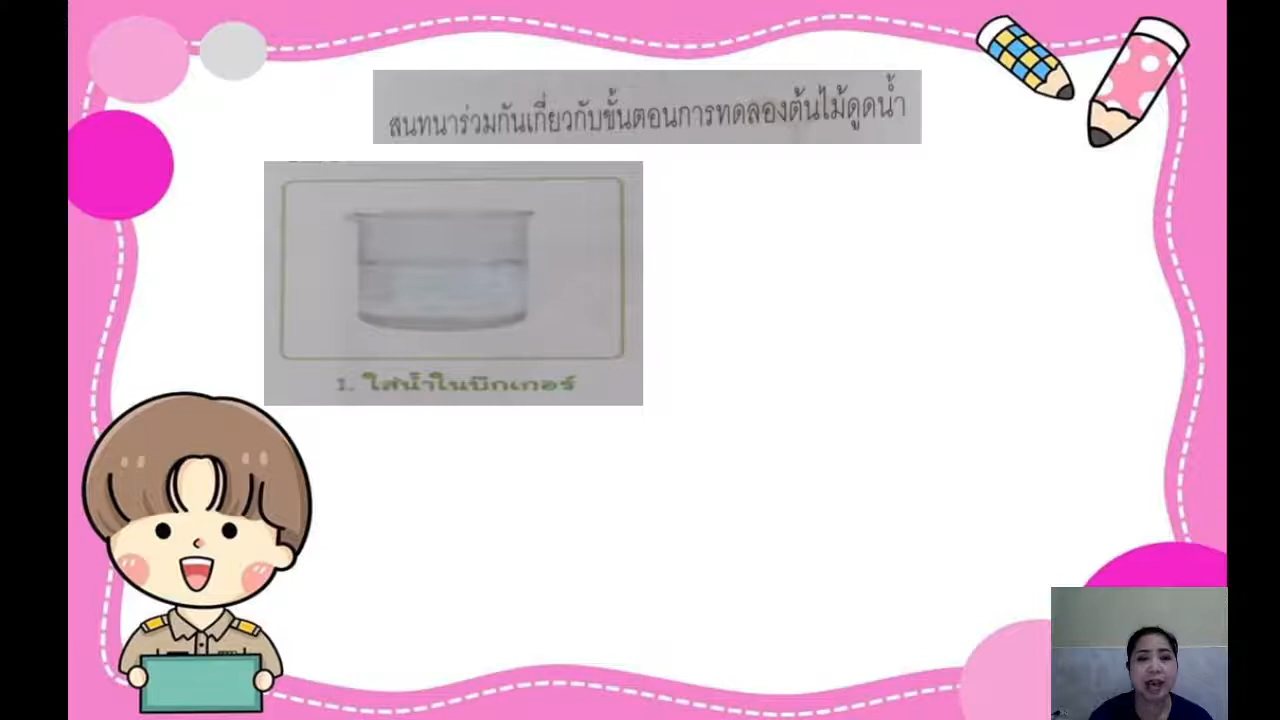 สนทนาร่วมกันเกี่ยวกับขั้นตอนการทดลองต้นไม้ดูดน้ำ
1. ใส่น้ำในบีกเกอร์